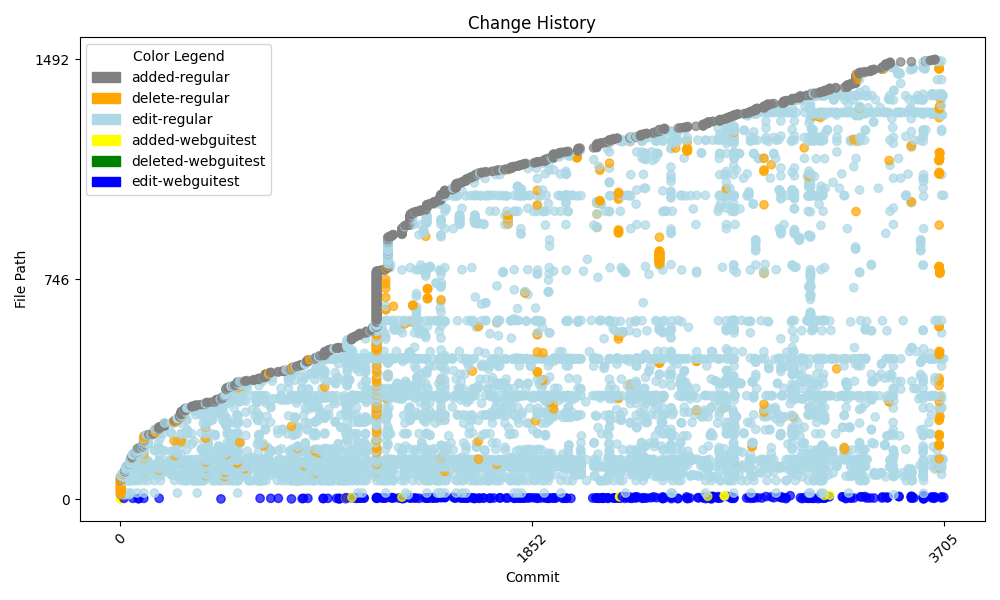 Change History
Color Legend
added-regular
delete-regular
edit-regular
added-webguitest
deleted-webguitest
edit-webguitest
1492
746
0
File Path
0
1852
3705
Commit